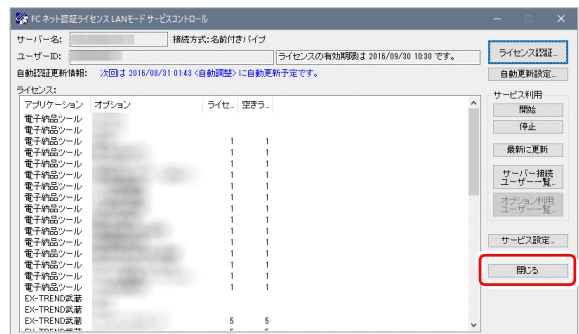 FC ネット認証ライセンス LANモード サービスコントロール
サーバー名: 接続方式:名前付きパイプ
ユーザーID: ライセンスの有効期限は 2016/09/30 10:30 です。
自動認証更新情報: 次回は 2016/08/31 01:43 <自動調整> に自動更新予定です。
ライセンス:
アプリケーション オプション ライセ... 空きラ...
電子納品ツール
電子納品ツール
電子納品ツール 1 1
電子納品ツール 1 1
電子納品ツール 1 1
電子納品ツール 1 1
電子納品ツール 1 1
電子納品ツール 1 1
電子納品ツール 1 1
電子納品ツール 1 1
電子納品ツール 1 1
電子納品ツール 1 1
電子納品ツール 1 1
電子納品ツール 1 1
電子納品ツール 1 1
電子納品ツール 1 1
EX-TREND武蔵
EX-TREND武蔵
EX-TREND武蔵 5 5
ライセンス認証...
自動更新設定...
サービス利用
開始
停止
最新に更新
サーバー接続
ユーザー一覧...
オプション利用
ユーザー一覧...
サービス設定...
閉じる